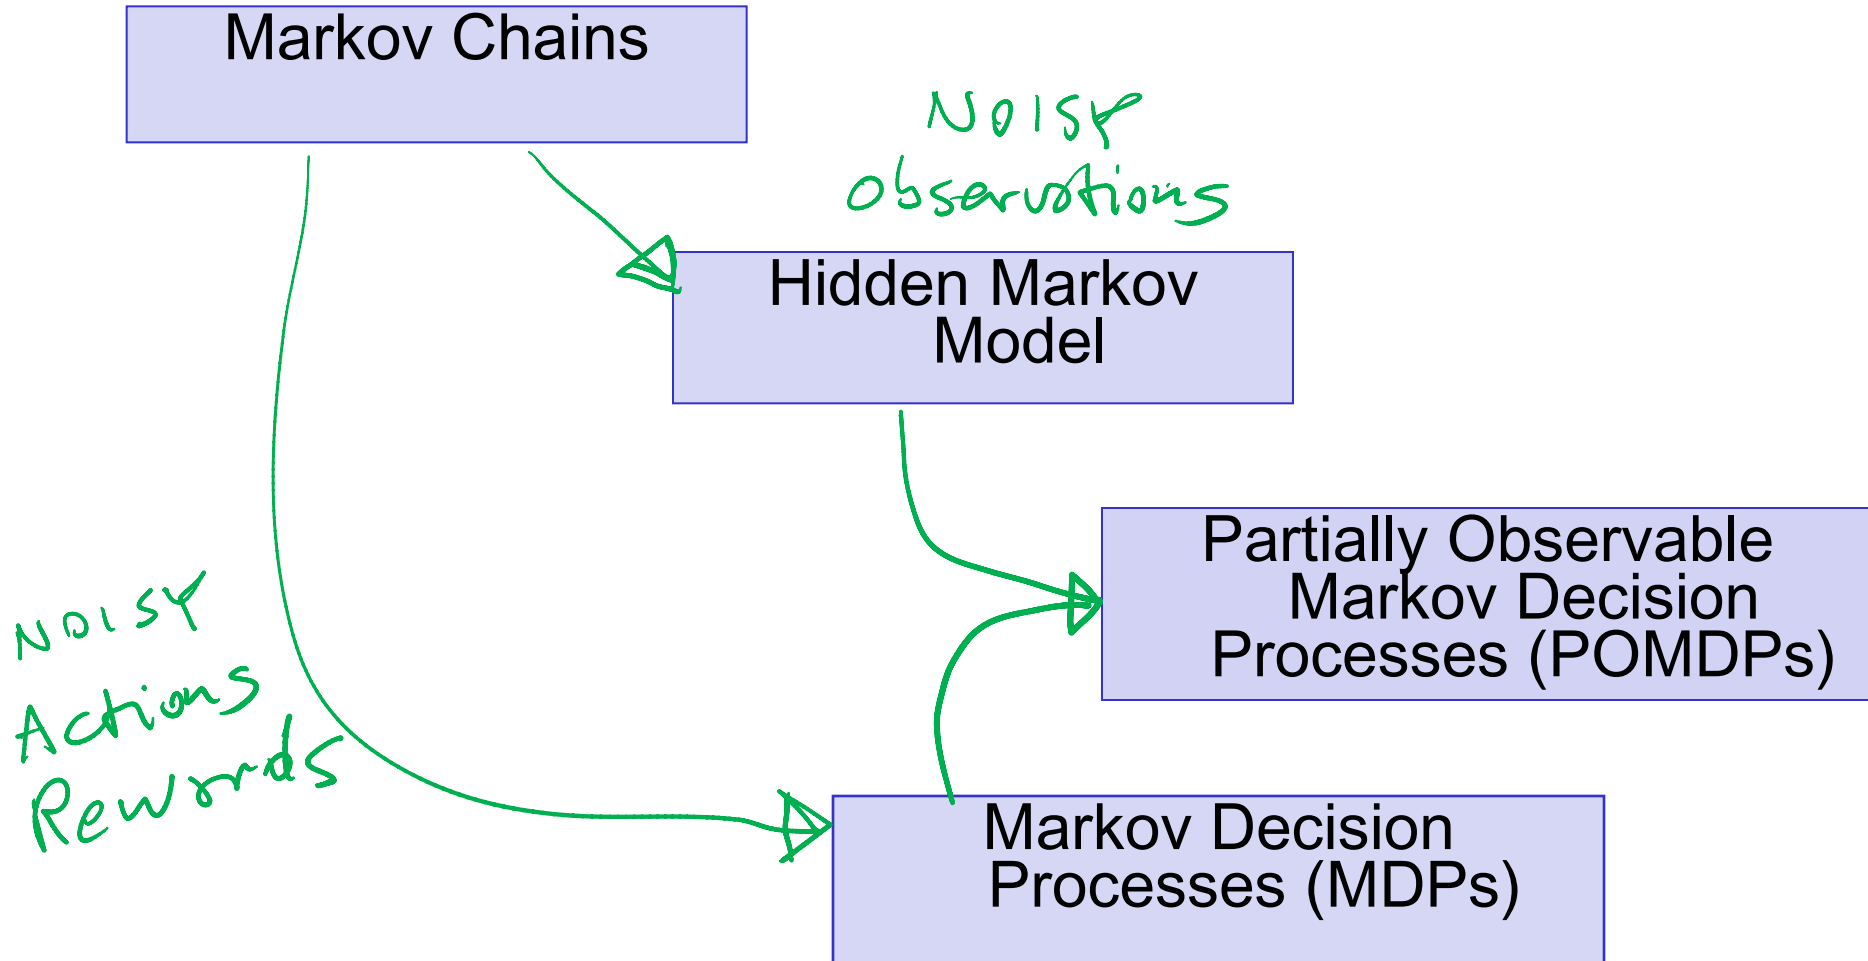 Markov Chains
NOISY
Observations
Hidden Markov
Model
Partially Observable
Markov Decision
Processes (POMDPs)
NOISY
Actions
Rewards
Markov Decision
Processes (MDPs)